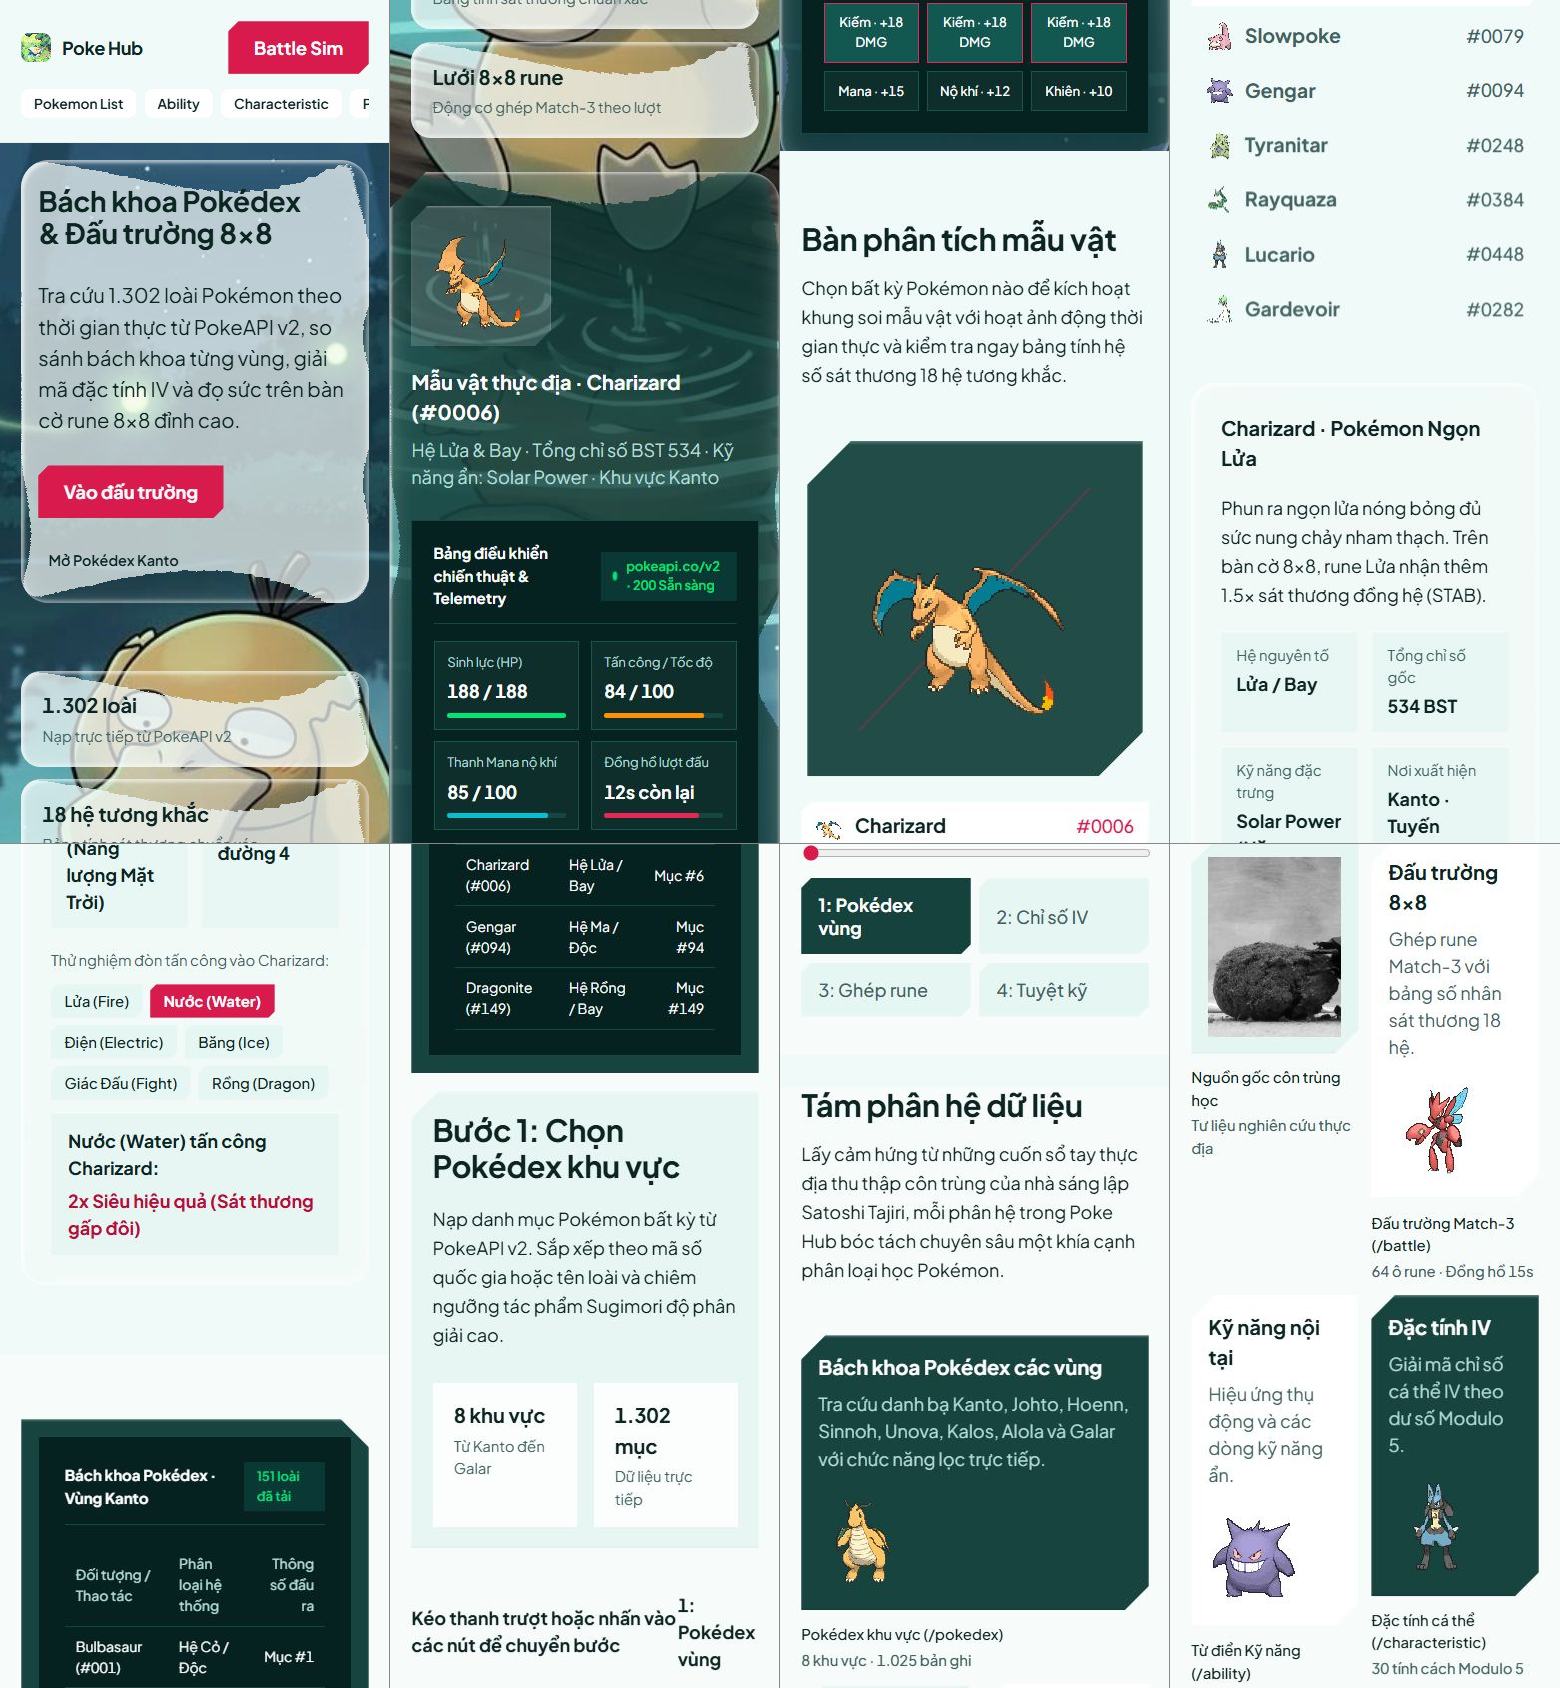 Poke Hub
Battle Sim
Pokemon List
Ability
Characteristic
Bách khoa Pokédex
& Đấu trường 8×8
Tra cứu 1.302 loài Pokémon theo
thời gian thực từ PokeAPI v2, so
sánh bách khoa từng vùng, giải
mã đặc tính IV và đọ sức trên bàn
cờ rune 8×8 đỉnh cao.
Vào đấu trường
Mở Pokédex Kanto
1.302 loài
Nạp trực tiếp từ PokeAPI v2
18 hệ tương khắc
Bảng tính sát thương chuẩn xác
Lưới 8×8 rune
Động cơ ghép Match-3 theo lượt
Mẫu vật thực địa · Charizard
(#0006)
Hệ Lửa & Bay · Tổng chỉ số BST 534 · Kỹ
năng ẩn: Solar Power · Khu vực Kanto
Bảng điều khiển
chiến thuật &
Telemetry
pokeapi.co/v2
· 200 Sẵn sàng
Sinh lực (HP)
188 / 188
Tấn công / Tốc độ
84 / 100
Thanh Mana nộ khí
85 / 100
Đồng hồ lượt đấu
12s còn lại
Kiếm · +18
DMG
Kiếm · +18
DMG
Kiếm · +18
DMG
Mana · +15
Nộ khí · +12
Khiên · +10
Bàn phân tích mẫu vật
Chọn bất kỳ Pokémon nào để kích hoạt
khung soi mẫu vật với hoạt ảnh động thời
gian thực và kiểm tra ngay bảng tính hệ
số sát thương 18 hệ tương khắc.
Charizard
#0006
Slowpoke
#0079
Gengar
#0094
Tyranitar
#0248
Rayquaza
#0384
Lucario
#0448
Gardevoir
#0282
Charizard · Pokémon Ngọn
Lửa
Phun ra ngọn lửa nóng bỏng đủ
sức nung chảy nham thạch. Trên
bàn cờ 8×8, rune Lửa nhận thêm
1.5× sát thương đồng hệ (STAB).
Hệ nguyên tố
Lửa / Bay
Tổng chỉ số
gốc
534 BST
Kỹ năng đặc
trưng
Solar Power
Nơi xuất hiện
Kanto ·
Tuyến
(Năng
lượng Mặt
Trời)
đường 4
Thử nghiệm đòn tấn công vào Charizard:
Lửa (Fire)
Nước (Water)
Điện (Electric)
Băng (Ice)
Giác Đấu (Fight)
Rồng (Dragon)
Nước (Water) tấn công
Charizard:
2x Siêu hiệu quả (Sát thương
gấp đôi)
Bách khoa Pokédex ·
Vùng Kanto
151 loài
đã tải
Đối tượng /
Thao tác
Phân
loại hệ
thống
Thông
số đầu
ra
Bulbasaur
(#001)
Hệ Cỏ /
Độc
Mục #1
Charizard
(#006)
Hệ Lửa /
Bay
Mục #6
Gengar
(#094)
Hệ Ma /
Độc
Mục
#94
Dragonite
(#149)
Hệ Rồng
/ Bay
Mục
#149
Bước 1: Chọn
Pokédex khu vực
Nạp danh mục Pokémon bất kỳ từ
PokeAPI v2. Sắp xếp theo mã số
quốc gia hoặc tên loài và chiêm
ngưỡng tác phẩm Sugimori độ phân
giải cao.
8 khu vực
Từ Kanto đến
Galar
1.302
mục
Dữ liệu trực
tiếp
Kéo thanh trượt hoặc nhấn vào
các nút để chuyển bước
1:
Pokédex
vùng
1: Pokédex
vùng
2: Chỉ số IV
3: Ghép rune
4: Tuyệt kỹ
Tám phân hệ dữ liệu
Lấy cảm hứng từ những cuốn sổ tay thực
địa thu thập côn trùng của nhà sáng lập
Satoshi Tajiri, mỗi phân hệ trong Poke
Hub bóc tách chuyên sâu một khía cạnh
phân loại học Pokémon.
Bách khoa Pokédex các vùng
Tra cứu danh bạ Kanto, Johto, Hoenn,
Sinnoh, Unova, Kalos, Alola và Galar
với chức năng lọc trực tiếp.
Pokédex khu vực (/pokedex)
8 khu vực · 1.025 bản ghi
Nguồn gốc côn trùng
học
Tư liệu nghiên cứu thực
địa
Đấu trường
8×8
Ghép rune
Match-3 với
bảng số nhân
sát thương 18
hệ.
Đấu trường Match-3
(/battle)
64 ô rune · Đồng hồ 15s
Kỹ năng nội
tại
Hiệu ứng thụ
động và các
dòng kỹ năng
ẩn.
Từ điển Kỹ năng
(/ability)
Đặc tính IV
Giải mã chỉ số
cá thể IV theo
dư số Modulo
5.
Đặc tính cá thể
(/characteristic)
30 tính cách Modulo 5